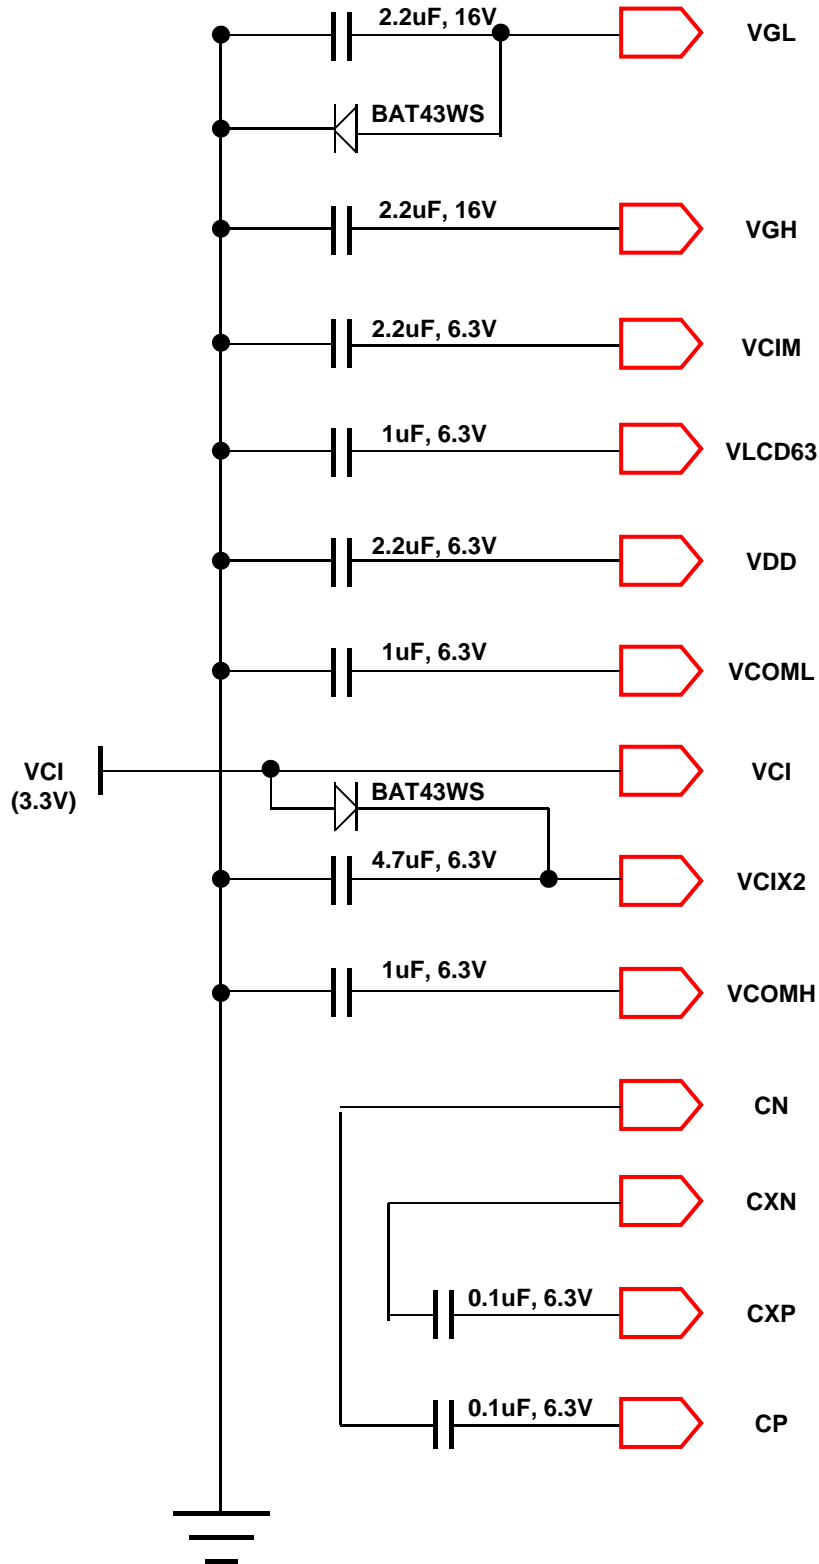 2.2uF, 16V
VGL
BAT43WS
2.2uF, 16V
VGH
2.2uF, 6.3V
VCIM
1uF, 6.3V
VLCD63
2.2uF, 6.3V
VDD
1uF, 6.3V
VCOML
VCI
(3.3V)
VCI
BAT43WS
4.7uF, 6.3V
VCIX2
1uF, 6.3V
VCOMH
CN
CXN
0.1uF, 6.3V
CXP
0.1uF, 6.3V
CP